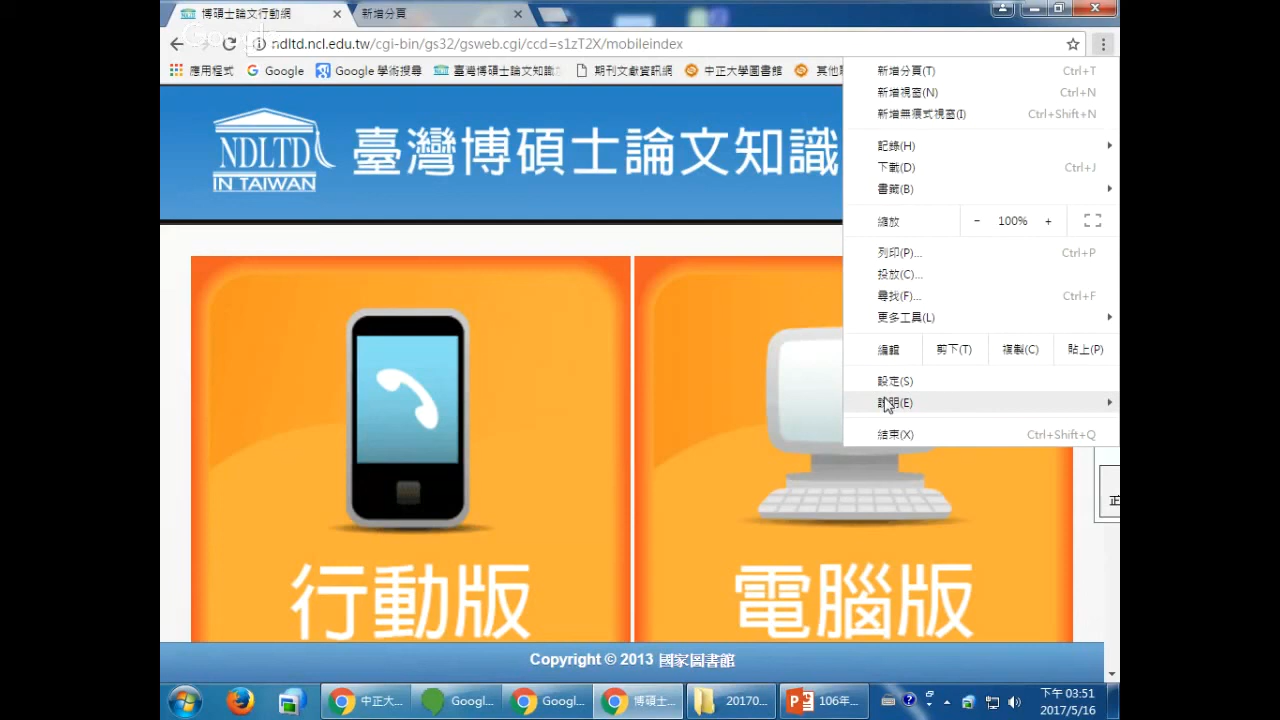 博碩士論文行動網
新增分頁
ndltd.ncl.edu.tw/cgi-bin/gs32/gsweb.cgi/ccd=s1zT2X/mobileindex
應用程式
Google
Google 學術搜尋
臺灣博碩士論文知識
期刊文獻資訊網
中正大學圖書館
其他
NDLTD
IN TAIWAN
臺灣博碩士論文知識
新增分頁(T) Ctrl+T
新增視窗(N) Ctrl+N
新增無痕式視窗(I) Ctrl+Shift+N
記錄(H)
下載(D) Ctrl+J
書籤(B)
縮放 - 100% +
列印(P)... Ctrl+P
投放(C)...
尋找(F)... Ctrl+F
更多工具(L)
編輯 剪下(T) 複製(C) 貼上(P)
設定(S)
說明(E)
結束(X) Ctrl+Shift+Q
行動版
電腦版
正
Copyright © 2013 國家圖書館
中正大...
Googl...
Googl...
博碩士...
20170...
106年...
下午 03:51
2017/5/16